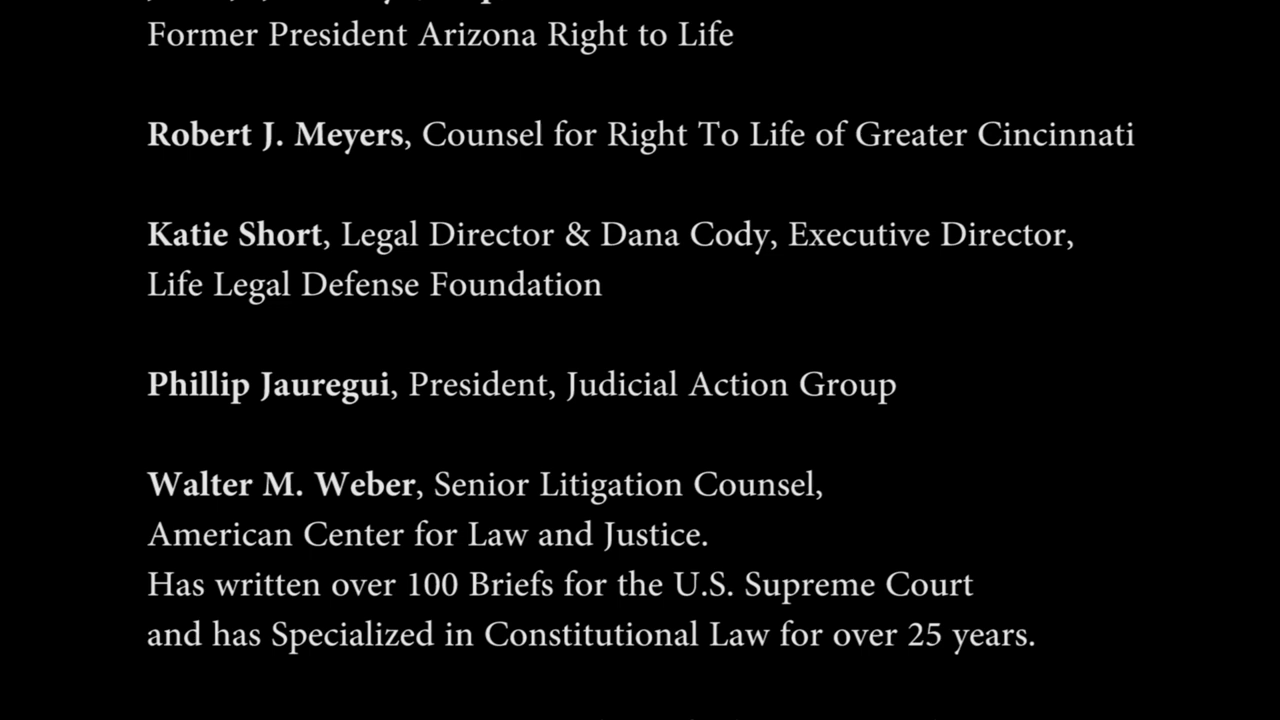 Former President Arizona Right to Life
Robert J. Meyers, Counsel for Right To Life of Greater Cincinnati
Katie Short, Legal Director & Dana Cody, Executive Director,
Life Legal Defense Foundation
Phillip Jauregui, President, Judicial Action Group
Walter M. Weber, Senior Litigation Counsel,
American Center for Law and Justice.
Has written over 100 Briefs for the U.S. Supreme Court
and has Specialized in Constitutional Law for over 25 years.